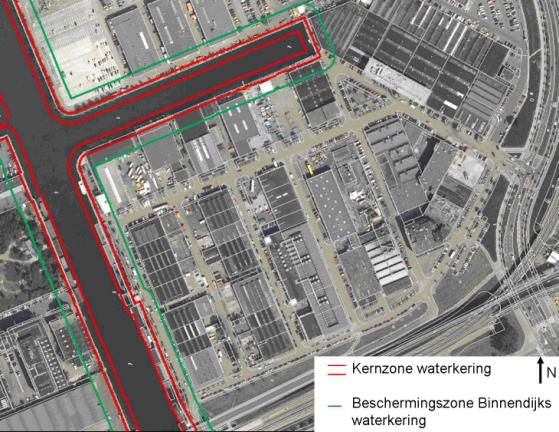 Kernzone waterkering
N
Beschermingszone Binnendijks
waterkering